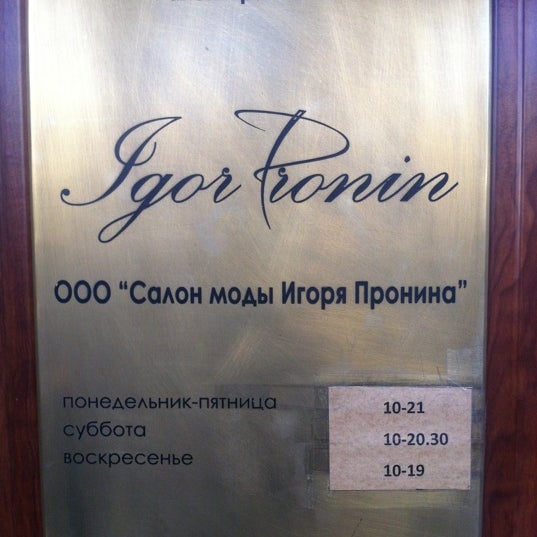 Igor Pronin
ООО “Салон моды Игоря Пронина”
понедельник-пятница 10-21
суббота 10-20.30
воскресенье 10-19